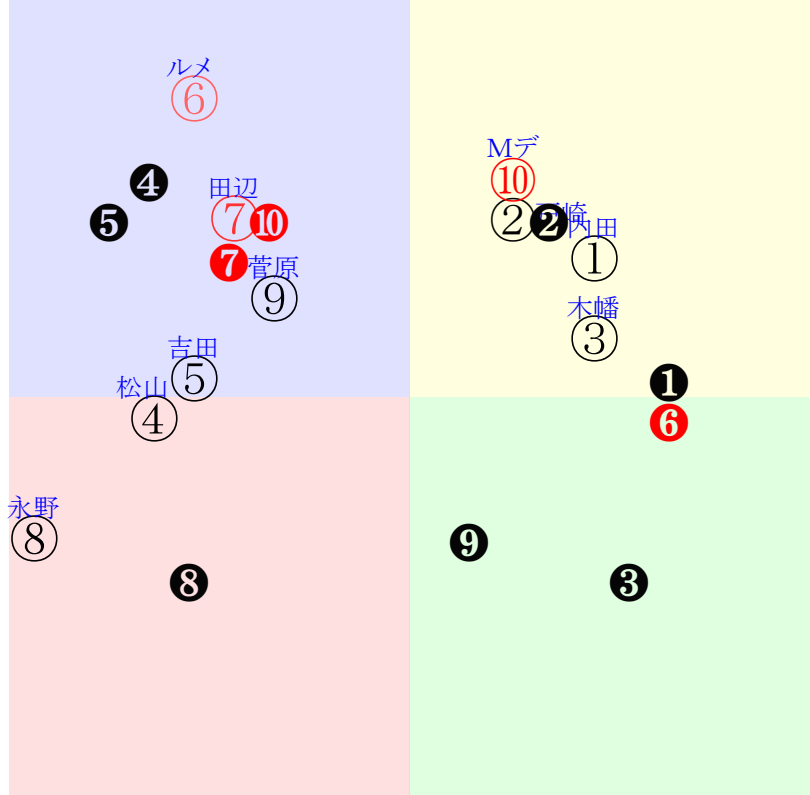 ルメ
⑥
Mデ
⑩
❹
田辺
⑦
❿
❺
②
❷
内田
①
❼
菅原
⑨
木幡
③
吉田
⑤
松山
④
❶
❻
永野
⑧
❾
❽
❸